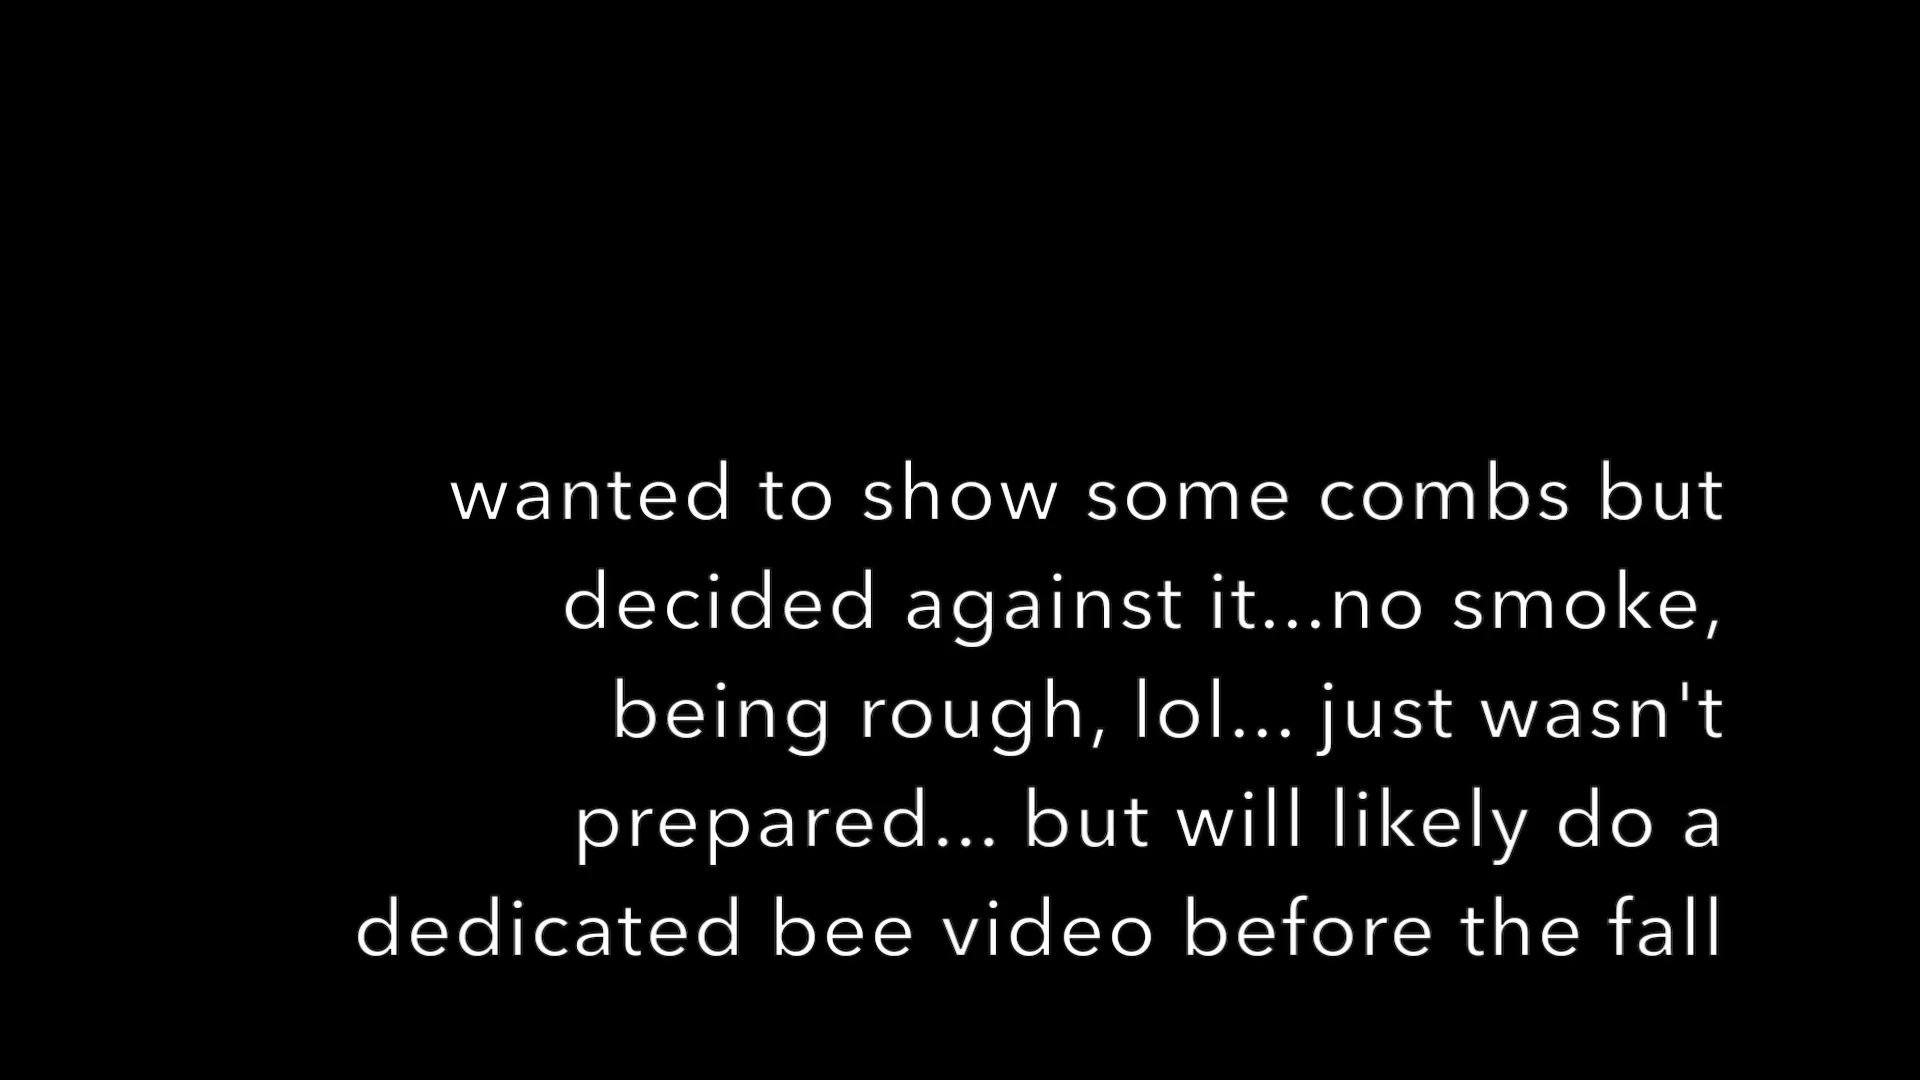 wanted to show some combs but
decided against it...no smoke,
being rough, lol... just wasn't
prepared... but will likely do a
dedicated bee video before the fall